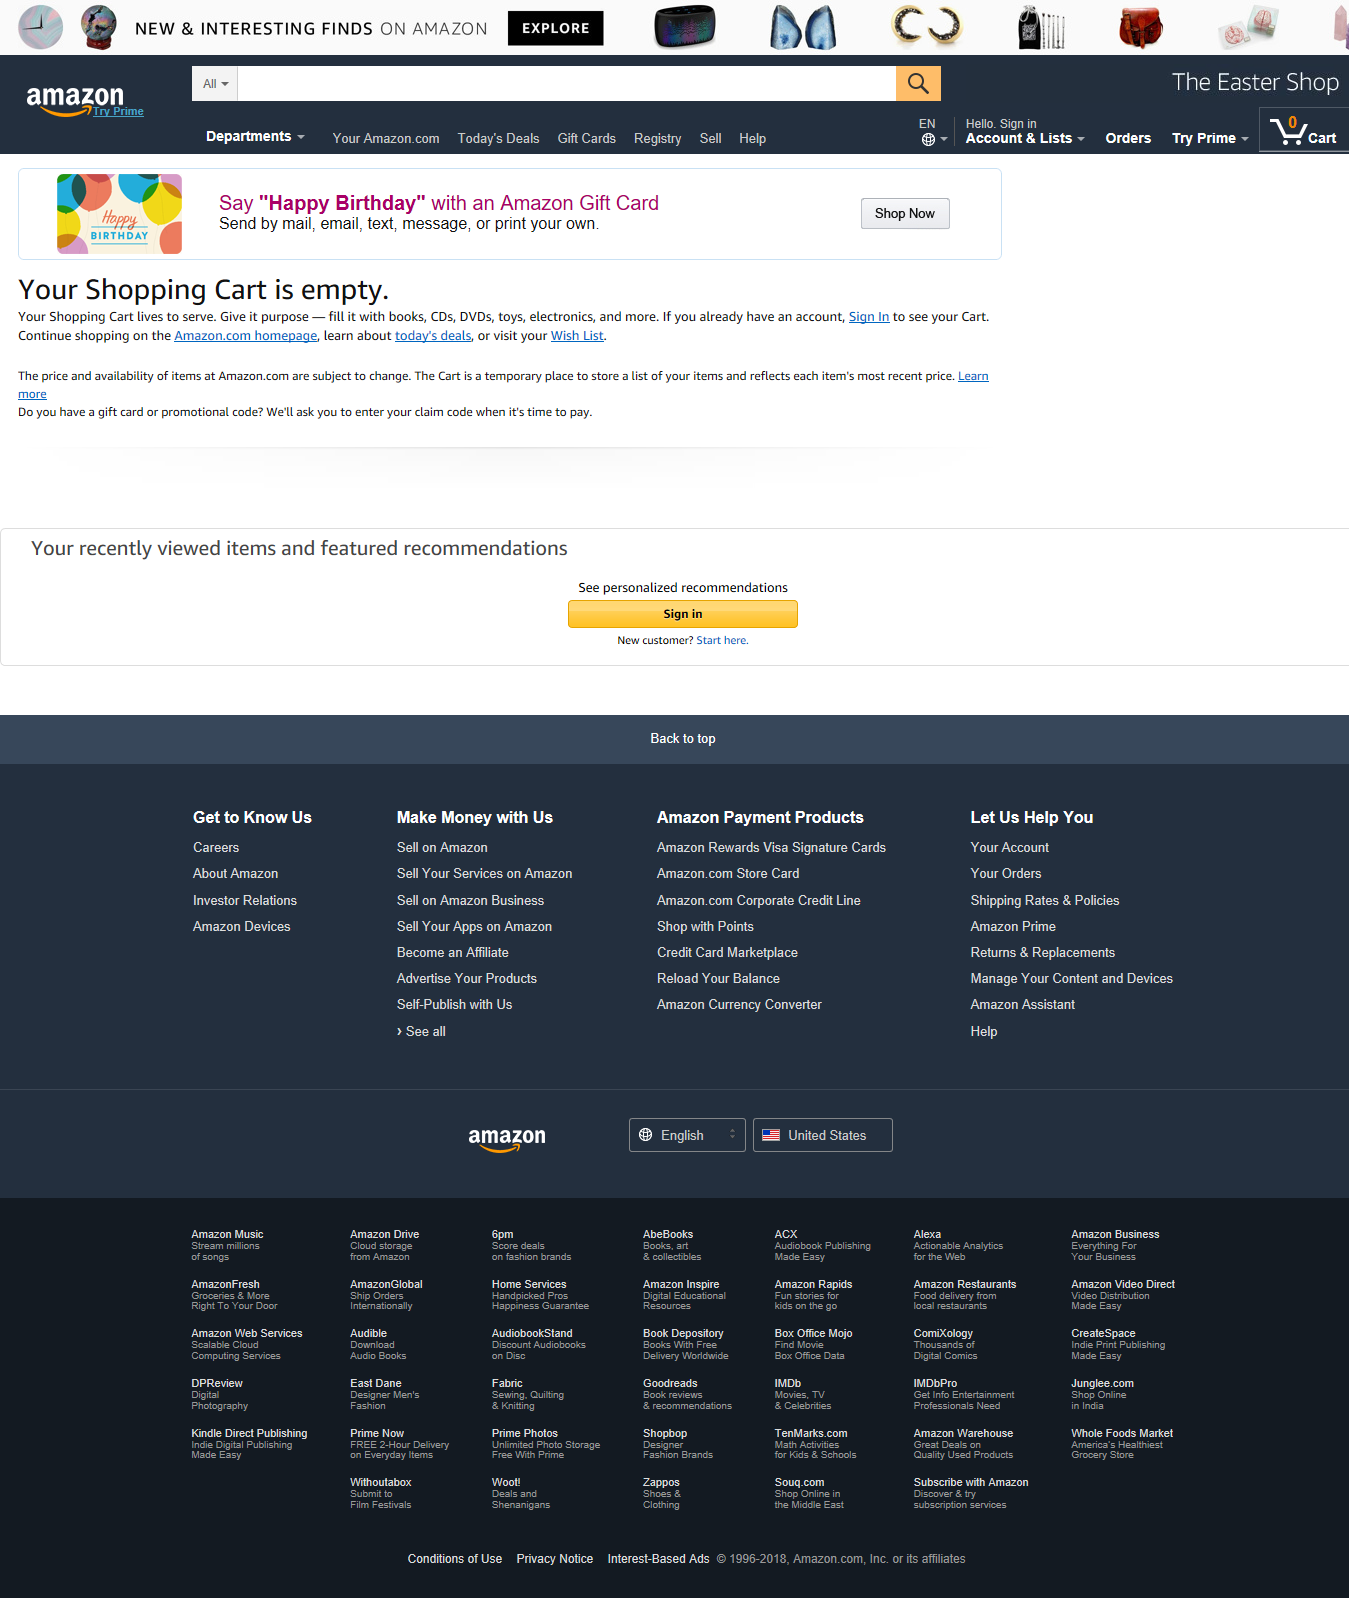 NEW & INTERESTING FINDS ON AMAZON EXPLORE
amazon
Try Prime
All
The Easter Shop
Departments
Your Amazon.com Today's Deals Gift Cards Registry Sell Help
EN
Hello. Sign in
Account & Lists
Orders
Try Prime
0
Cart
Happy
BIRTHDAY
Say "Happy Birthday" with an Amazon Gift Card
Send by mail, email, text, message, or print your own.
Shop Now
Your Shopping Cart is empty.
Your Shopping Cart lives to serve. Give it purpose — fill it with books, CDs, DVDs, toys, electronics, and more. If you already have an account, Sign In to see your Cart.
Continue shopping on the Amazon.com homepage, learn about today's deals, or visit your Wish List.
The price and availability of items at Amazon.com are subject to change. The Cart is a temporary place to store a list of your items and reflects each item's most recent price. Learn
more
Do you have a gift card or promotional code? We'll ask you to enter your claim code when it's time to pay.
Your recently viewed items and featured recommendations
See personalized recommendations
Sign in
New customer? Start here.
Back to top
Get to Know Us
Careers
About Amazon
Investor Relations
Amazon Devices
Make Money with Us
Sell on Amazon
Sell Your Services on Amazon
Sell on Amazon Business
Sell Your Apps on Amazon
Become an Affiliate
Advertise Your Products
Self-Publish with Us
› See all
Amazon Payment Products
Amazon Rewards Visa Signature Cards
Amazon.com Store Card
Amazon.com Corporate Credit Line
Shop with Points
Credit Card Marketplace
Reload Your Balance
Amazon Currency Converter
Let Us Help You
Your Account
Your Orders
Shipping Rates & Policies
Amazon Prime
Returns & Replacements
Manage Your Content and Devices
Amazon Assistant
Help
amazon
English
United States
Amazon Music
Stream millions
of songs
Amazon Drive
Cloud storage
from Amazon
6pm
Score deals
on fashion brands
AbeBooks
Books, art
& collectibles
ACX
Audiobook Publishing
Made Easy
Alexa
Actionable Analytics
for the Web
Amazon Business
Everything For
Your Business
AmazonFresh
Groceries & More
Right To Your Door
AmazonGlobal
Ship Orders
Internationally
Home Services
Handpicked Pros
Happiness Guarantee
Amazon Inspire
Digital Educational
Resources
Amazon Rapids
Fun stories for
kids on the go
Amazon Restaurants
Food delivery from
local restaurants
Amazon Video Direct
Video Distribution
Made Easy
Amazon Web Services
Scalable Cloud
Computing Services
Audible
Download
Audio Books
AudiobookStand
Discount Audiobooks
on Disc
Book Depository
Books With Free
Delivery Worldwide
Box Office Mojo
Find Movie
Box Office Data
ComiXology
Thousands of
Digital Comics
CreateSpace
Indie Print Publishing
Made Easy
DPReview
Digital
Photography
East Dane
Designer Men's
Fashion
Fabric
Sewing, Quilting
& Knitting
Goodreads
Book reviews
& recommendations
IMDb
Movies, TV
& Celebrities
IMDbPro
Get Info Entertainment
Professionals Need
Junglee.com
Shop Online
in India
Kindle Direct Publishing
Indie Digital Publishing
Made Easy
Prime Now
FREE 2-Hour Delivery
on Everyday Items
Prime Photos
Unlimited Photo Storage
Free With Prime
Shopbop
Designer
Fashion Brands
TenMarks.com
Math Activities
for Kids & Schools
Amazon Warehouse
Great Deals on
Quality Used Products
Whole Foods Market
America's Healthiest
Grocery Store
Withoutabox
Submit to
Film Festivals
Woot!
Deals and
Shenanigans
Zappos
Shoes &
Clothing
Souq.com
Shop Online in
the Middle East
Subscribe with Amazon
Discover & try
subscription services
Conditions of Use Privacy Notice Interest-Based Ads © 1996-2018, Amazon.com, Inc. or its affiliates